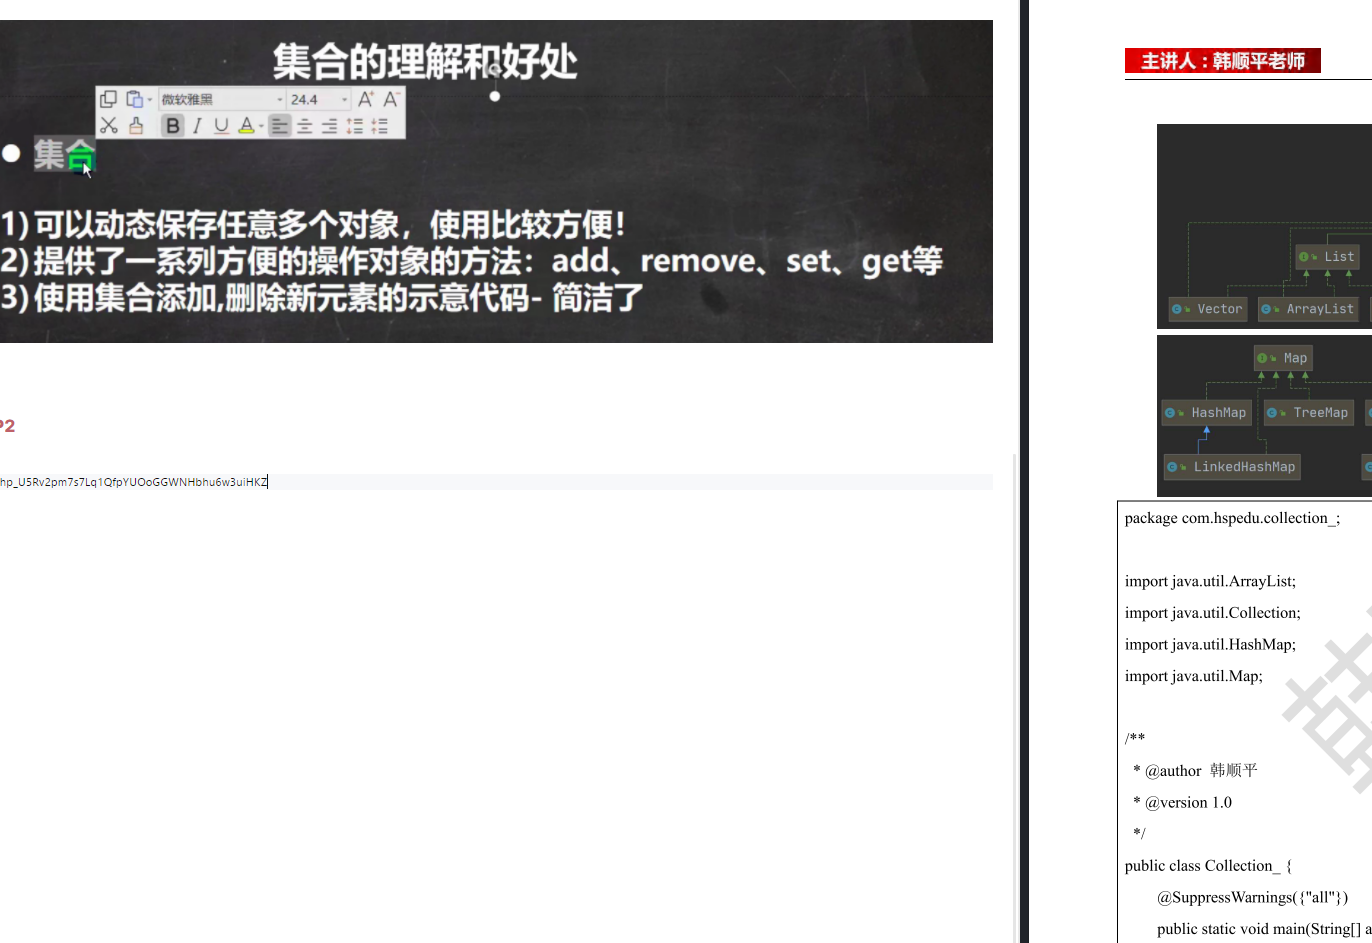 集合的理解和好处
微软雅黑 24.4 A+ A-
B I U A
集合
1) 可以动态保存任意多个对象，使用比较方便！
2) 提供了一系列方便的操作对象的方法：add、remove、set、get等
3) 使用集合添加,删除新元素的示意代码- 简洁了
P2
hp_U5Rv2pm7s7Lq1QfpYUOoGGWNHbhu6w3uiHKZ
主讲人：韩顺平老师
List
Vector ArrayList
Map
HashMap TreeMap
LinkedHashMap
package com.hspedu.collection_;
import java.util.ArrayList;
import java.util.Collection;
import java.util.HashMap;
import java.util.Map;
/**
* @author 韩顺平
* @version 1.0
*/
public class Collection_ {
@SuppressWarnings({"all"})
public static void main(String[] a